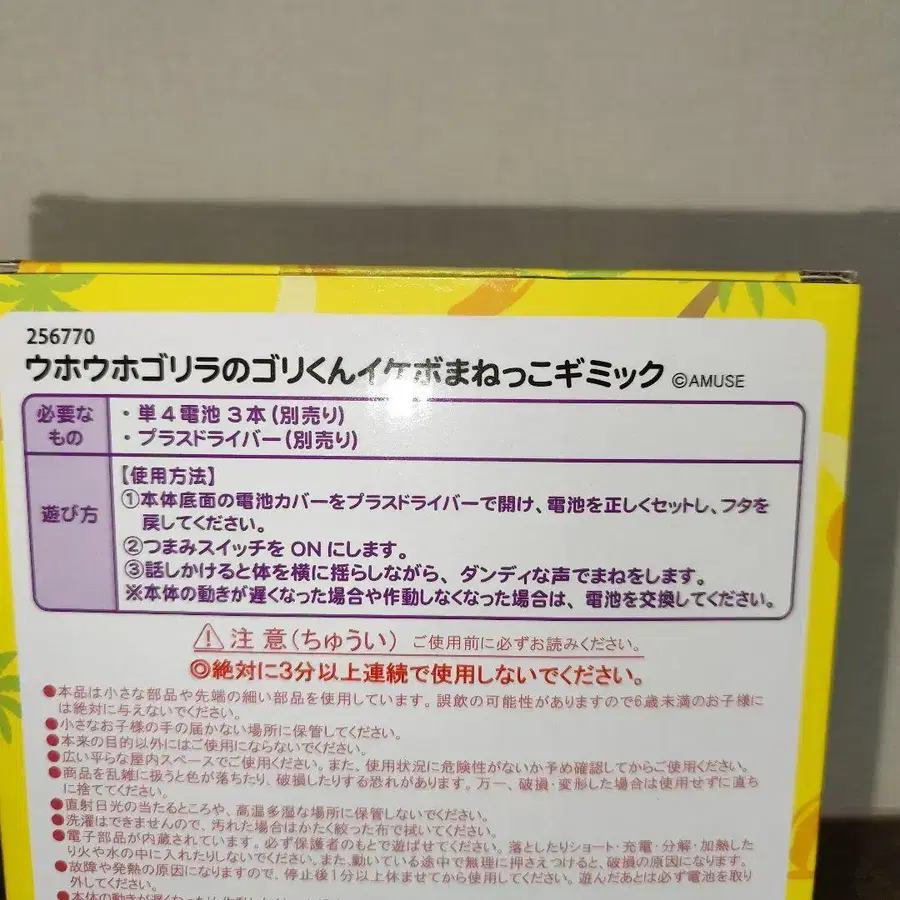 256770
ウホウホゴリラのゴリくんイケボまねっこギミック ©AMUSE
必要な
もの
・単4電池3本(別売り)
・プラスドライバー(別売り)
遊び方
【使用方法】
①本体底面の電池カバーをプラスドライバーで開け、電池を正しくセットし、フタを
戻してください。
②つまみスイッチをONにします。
③話しかけると体を横に揺らしながら、ダンディな声でまねをします。
※本体の動きが遅くなった場合や作動しなくなった場合は、電池を交換してください。
⚠注意(ちゅうい) ご使用前に必ずお読みください。
◎絶対に3分以上連続で使用しないでください。
●本品は小さな部品や先端の細い部品を使用しています。誤飲の可能性がありますので6歳未満のお子様に
は絶対に与えないでください。
●小さなお子様の手の届かない場所に保管してください。
●本来の目的以外にはご使用にならないでください。
●広い平らな屋内スペースでご使用ください。また、使用状況に危険性がないか予め確認してからご使用ください。
●商品を乱雑に扱うと色が落ちたり、破損したりする恐れがあります。万一、破損・変形した場合は使用せずに直ち
に捨ててください。
●直射日光の当たるところや、高温多湿な場所に保管しないでください。
●洗濯はできませんので、汚れた場合はかたく絞った布で拭いてください。
●電子部品が内蔵されています。必ず保護者のもとで遊ばせてください。落としたりショート・充電・分解・加熱した
り火や水の中に入れたりしないでください。また、動いている途中で無理に押さえつけると、破損の原因になります。
●故障や発熱の原因になりますので、停止後1分以上休ませてから使用してください。遊んだあとは必ず電池を取り
外してください。